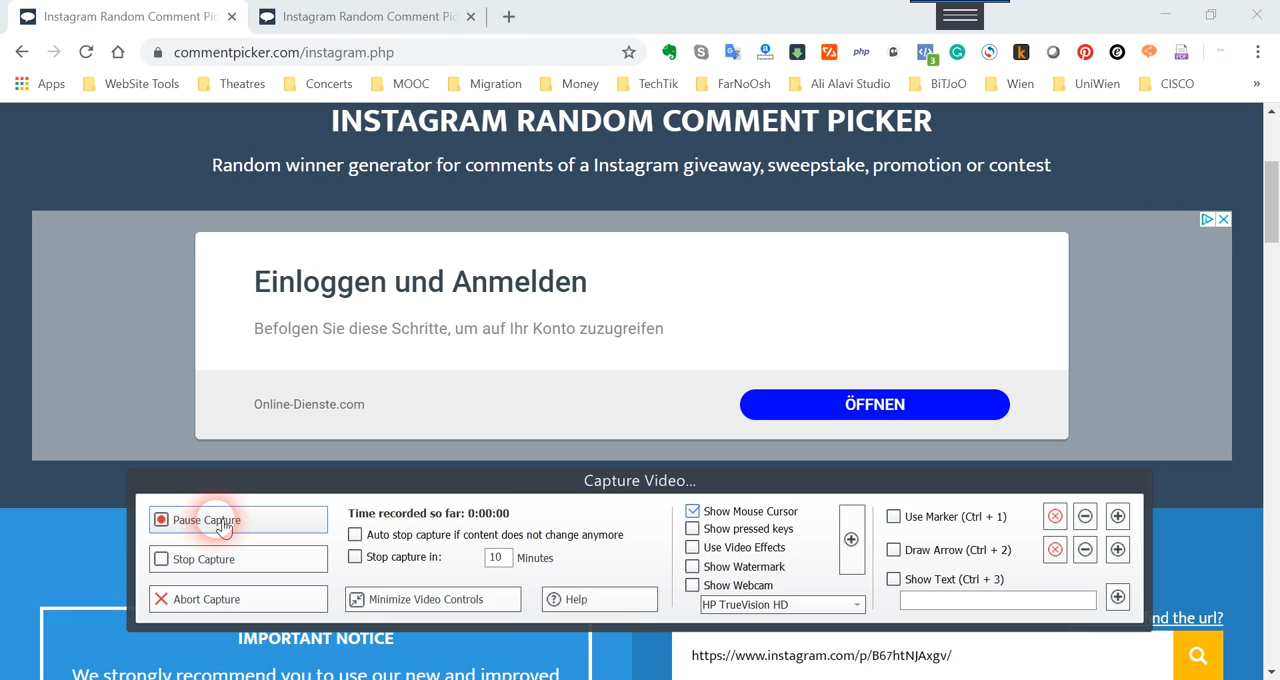 Instagram Random Comment Pic
Instagram Random Comment Pic
commentpicker.com/instagram.php
php
3
PDF
Apps
WebSite Tools
Theatres
Concerts
MOOC
Migration
Money
TechTik
FarNoOsh
Ali Alavi Studio
BiTJoO
Wien
UniWien
CISCO
»
INSTAGRAM RANDOM COMMENT PICKER
Random winner generator for comments of a Instagram giveaway, sweepstake, promotion or contest
Einloggen und Anmelden
Befolgen Sie diese Schritte, um auf Ihr Konto zuzugreifen
Online-Dienste.com
ÖFFNEN
Capture Video...
Pause Capture
Stop Capture
Abort Capture
Time recorded so far: 0:00:00
Auto stop capture if content does not change anymore
Stop capture in: 10 Minutes
Minimize Video Controls
Help
Show Mouse Cursor
Show pressed keys
Use Video Effects
Show Watermark
Show Webcam
HP TrueVision HD
Use Marker (Ctrl + 1)
Draw Arrow (Ctrl + 2)
Show Text (Ctrl + 3)
nd the url?
IMPORTANT NOTICE
We strongly recommend you to use our new and improved
https://www.instagram.com/p/B67htNJAxgv/